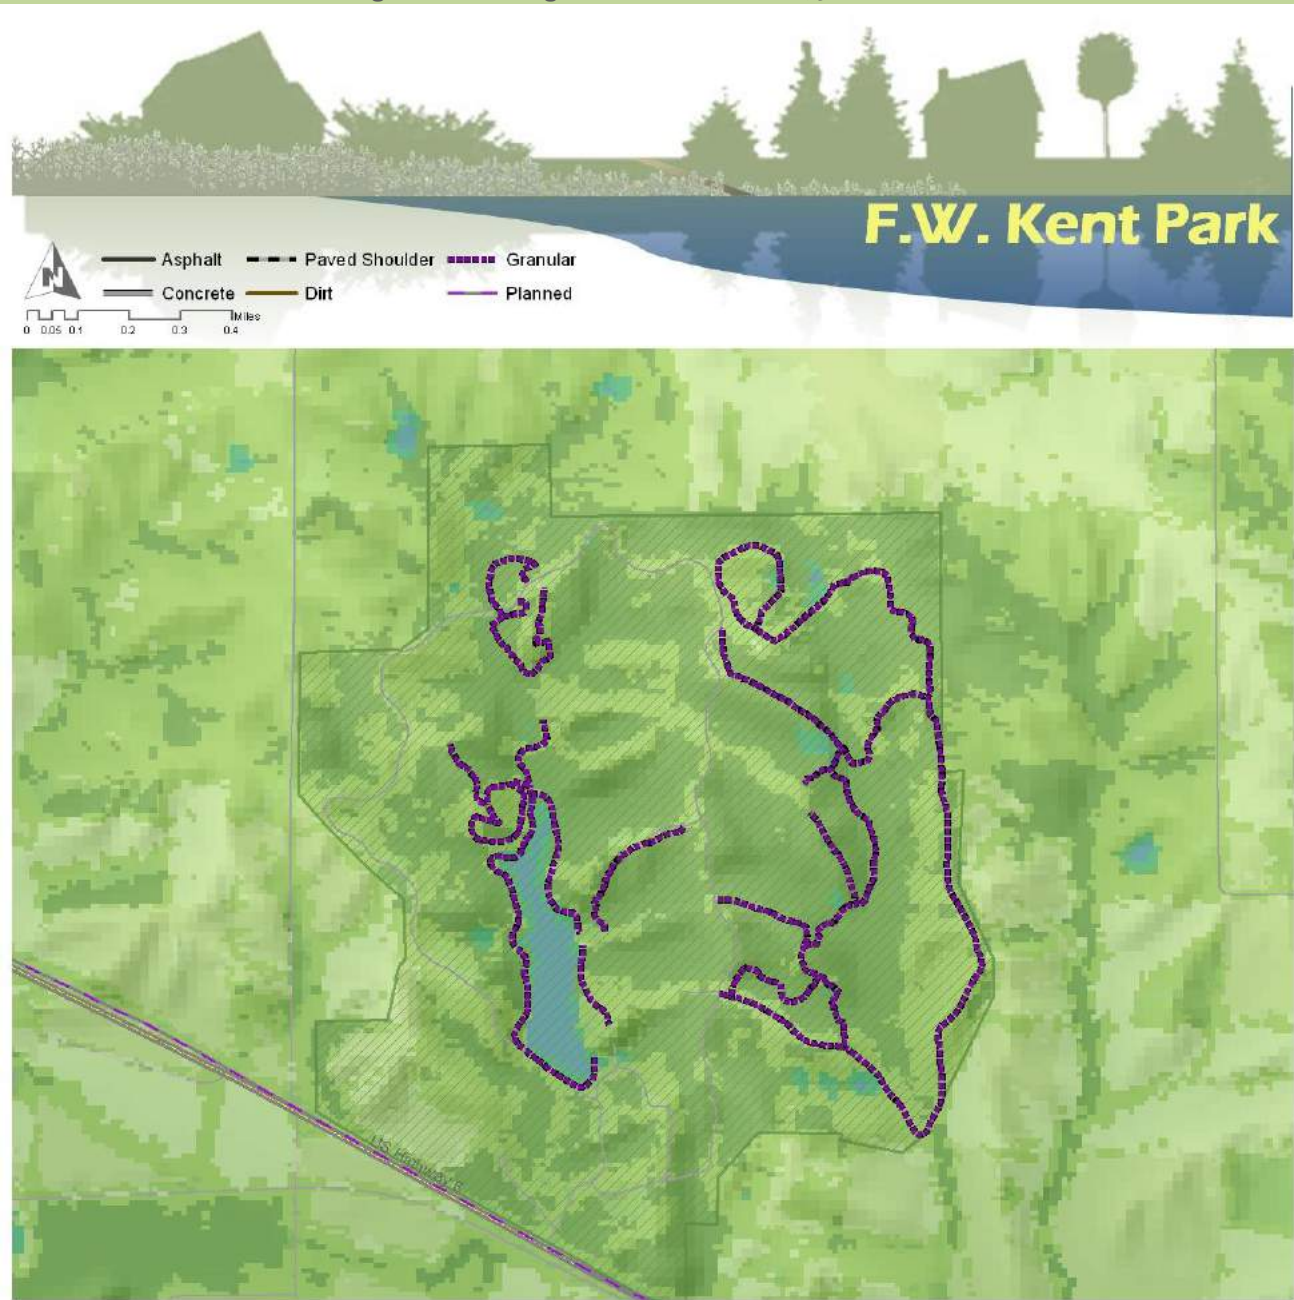 F.W. Kent Park
N
Asphalt Paved Shoulder Granular
Concrete Dirt Planned
Miles
0 0.05 0.1 0.2 0.3 0.4
US Highway 6